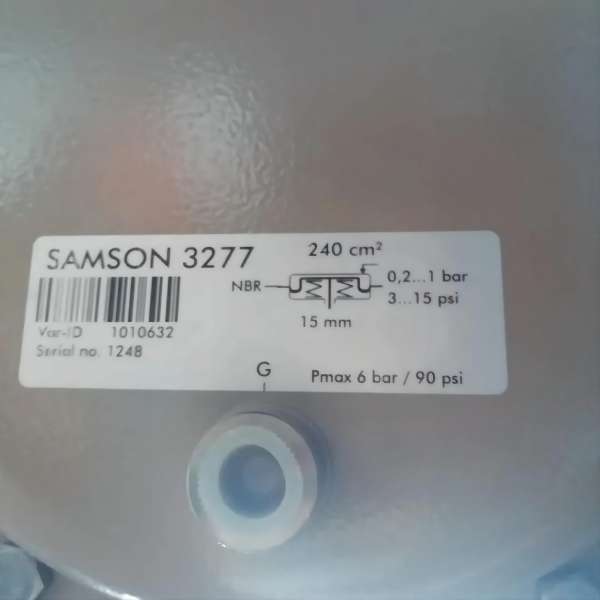 SAMSON 3277
240 cm²
NBR
0,2...1 bar
3...15 psi
15 mm
Var-ID 1010632
Serial no. 1248
G
Pmax 6 bar / 90 psi